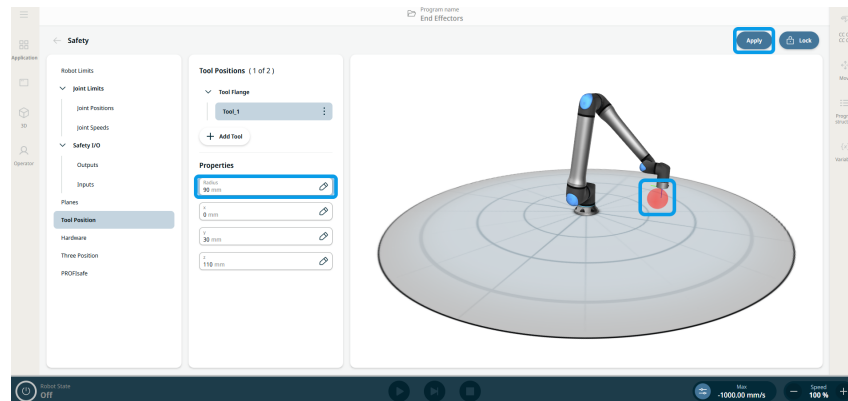 Program name
End Effectors
Safety
Apply
Lock
Application
3D
Operator
Robot Limits
Joint Limits
Joint Positions
Joint Speeds
Safety I/O
Outputs
Inputs
Planes
Tool Position
Hardware
Three Position
PROFIsafe
Tool Positions ( 1 of 2 )
Tool Flange
Tool_1
+ Add Tool
Properties
Radius
90 mm
x
0 mm
y
30 mm
z
110 mm
Robot State
Off
Max
-1000.00 mm/s
Speed
100 %